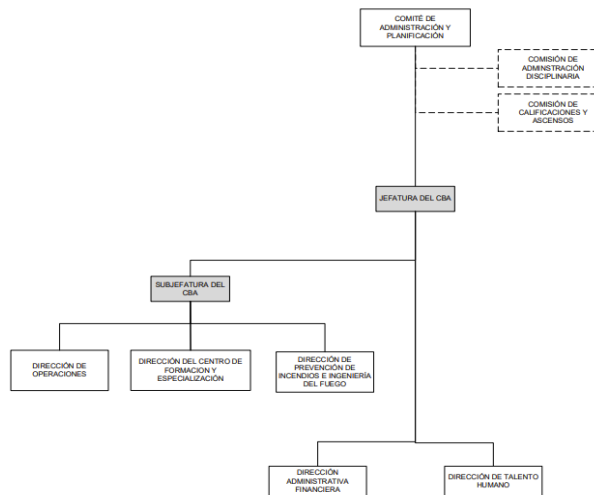 COMITÉ DE
ADMINISTRACIÓN Y
PLANIFICACIÓN
COMISIÓN DE
ADMINSTRACIÓN
DISCIPLINARIA
COMISIÓN DE
CALIFICACIONES Y
ASCENSOS
JEFATURA DEL CBA
SUBJEFATURA DEL
CBA
DIRECCIÓN DE
OPERACIONES
DIRECCIÓN DEL CENTRO DE
FORMACION Y
ESPECIALIZACIÓN
DIRECCIÓN DE
PREVENCIÓN DE
INCENDIOS E INGENIERÍA
DEL FUEGO
DIRECCIÓN
ADMINISTRATIVA
FINANCIERA
DIRECCIÓN DE TALENTO
HUMANO